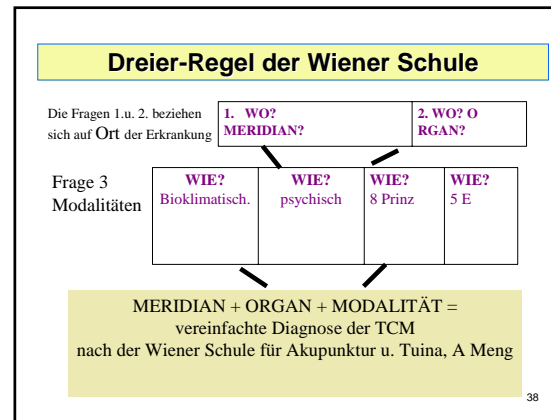 Dreier-Regel der Wiener Schule
Die Fragen 1.u. 2. beziehen
sich auf Ort der Erkrankung
1. WO?
MERIDIAN?
2. WO? O
RGAN?
Frage 3
Modalitäten
WIE?
Bioklimatisch.
WIE?
psychisch
WIE?
8 Prinz
WIE?
5 E
MERIDIAN + ORGAN + MODALITÄT =
vereinfachte Diagnose der TCM
nach der Wiener Schule für Akupunktur u. Tuina, A Meng
38